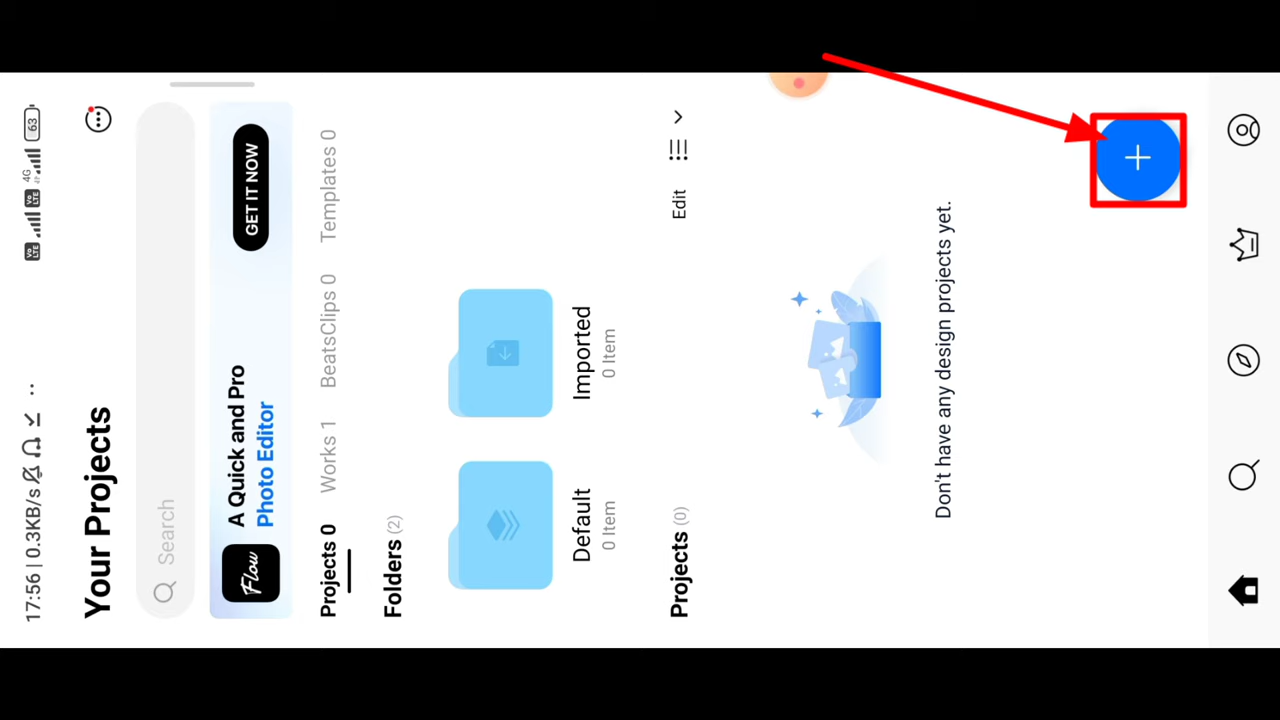 17:56 | 0.3KB/s
4G
63
Your Projects
Search
Flow
A Quick and Pro
Photo Editor
GET IT NOW
Projects 0
Works 1
BeatsClips 0
Templates 0
Folders (2)
Default
0 Item
Imported
0 Item
Projects (0)
Edit
Don't have any design projects yet.